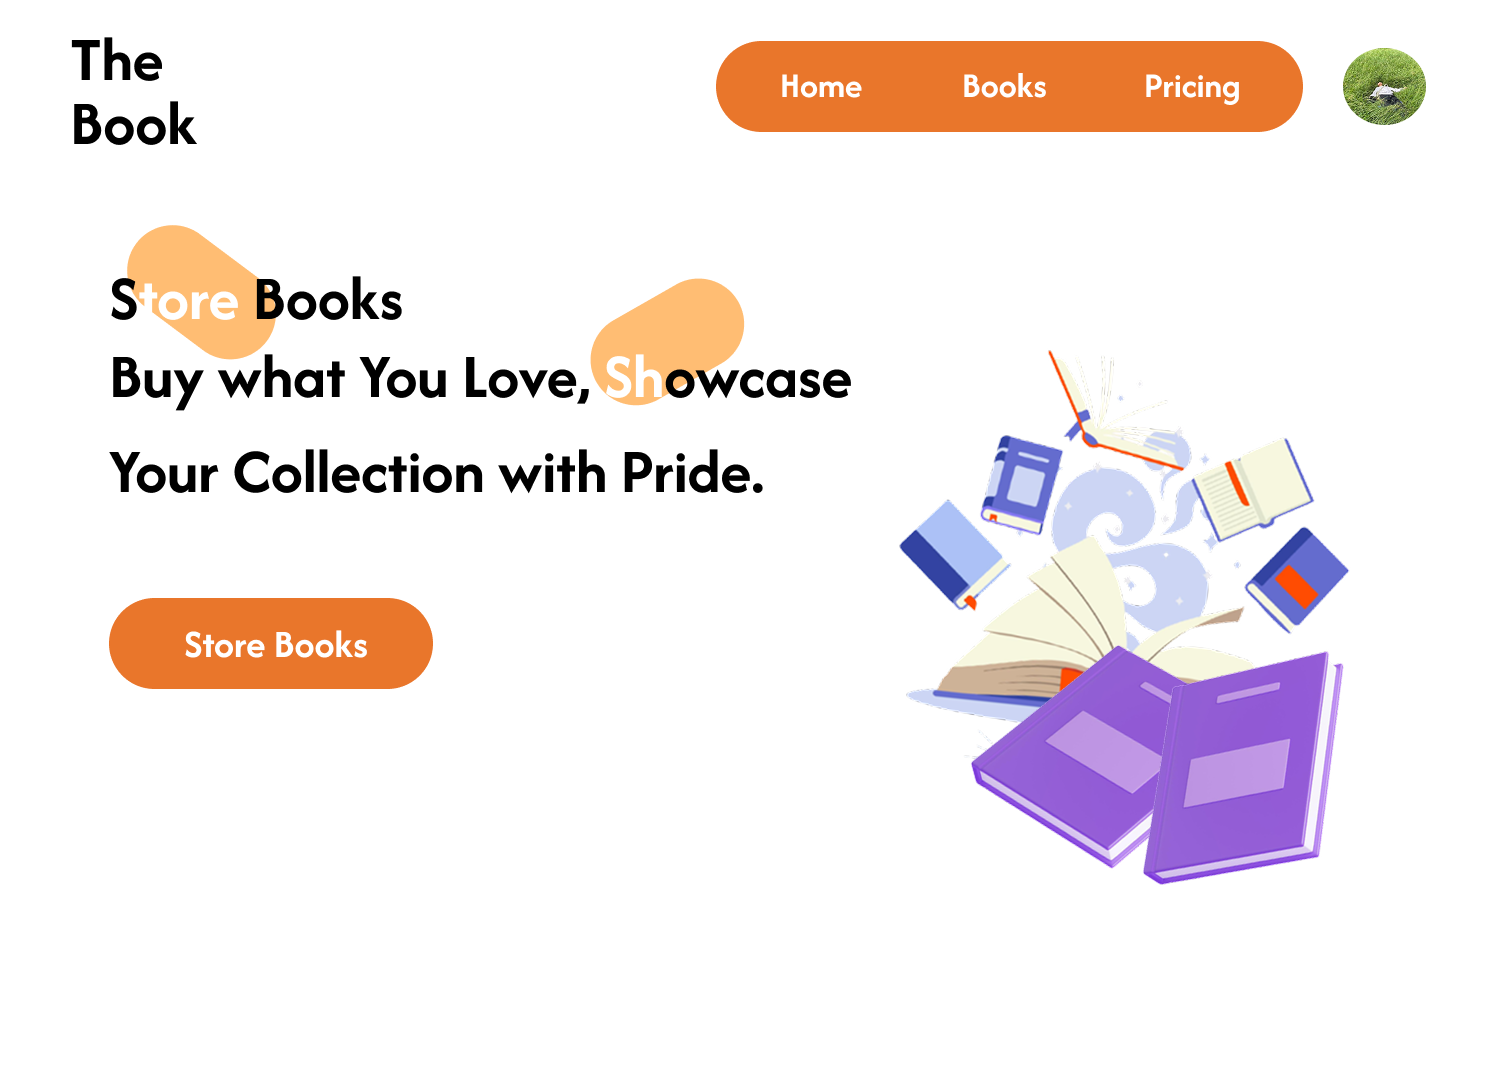 The
Book
Home Books Pricing
Store Books
Buy what You Love, Showcase
Your Collection with Pride.
Store Books